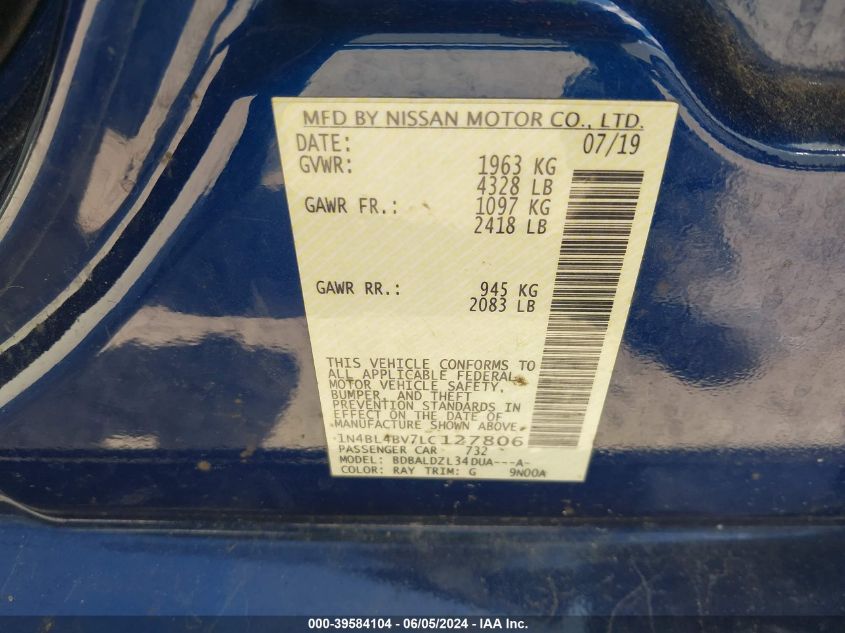 MFD BY NISSAN MOTOR CO., LTD.
DATE: 07/19
GVWR: 1963 KG
4328 LB
GAWR FR.: 1097 KG
2418 LB
GAWR RR.: 945 KG
2083 LB
THIS VEHICLE CONFORMS TO
ALL APPLICABLE FEDERAL
MOTOR VEHICLE SAFETY,
BUMPER, AND THEFT
PREVENTION STANDARDS IN
EFFECT ON THE DATE OF
MANUFACTURE SHOWN ABOVE.
1N4BL4BV7LC127806
PASSENGER CAR 732
MODEL: BDBALDZL34DUA---A-
COLOR: RAY TRIM: G 9N00A
000-39584104 - 06/05/2024 - IAA Inc.